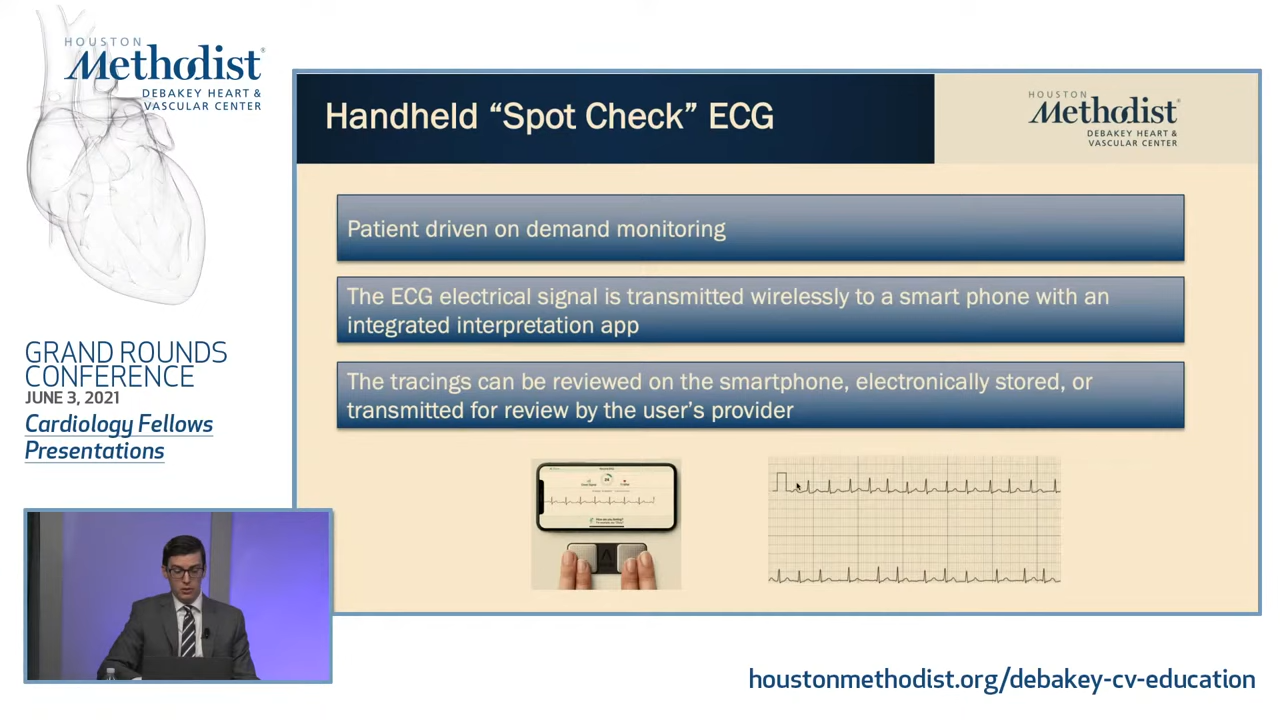 HOUSTON
Methodist®
DEBAKEY HEART &
VASCULAR CENTER
GRAND ROUNDS
CONFERENCE
JUNE 3, 2021
Cardiology Fellows
Presentations
Handheld “Spot Check” ECG
HOUSTON
Methodist®
DEBAKEY HEART &
VASCULAR CENTER
Patient driven on demand monitoring
The ECG electrical signal is transmitted wirelessly to a smart phone with an
integrated interpretation app
The tracings can be reviewed on the smartphone, electronically stored, or
transmitted for review by the user’s provider
houstonmethodist.org/debakey-cv-education